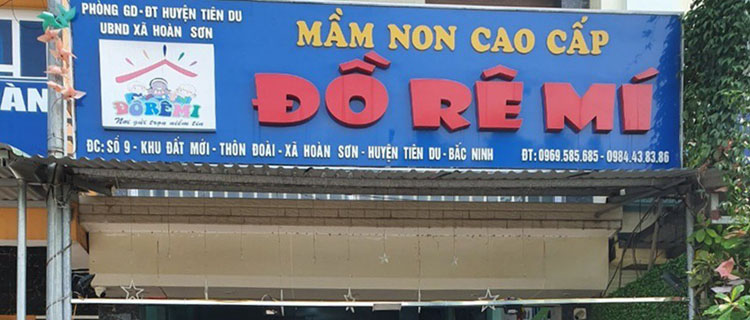 PHÒNG GD-ĐT HUYỆN TIÊN DU
UBND XÃ HOÀN SƠN
MẦM NON CAO CẤP
ĐỒ RÊ MÍ
ĐÔRÊMI
Nơi gửi trọn niềm tin
ĐC: SỐ 9 - KHU ĐẤT MỚI - THÔN ĐOÀI - XÃ HOÀN SƠN - HUYỆN TIÊN DU - BẮC NINH
ĐT: 0969.585.685 - 0984.43.83.86
ÀN